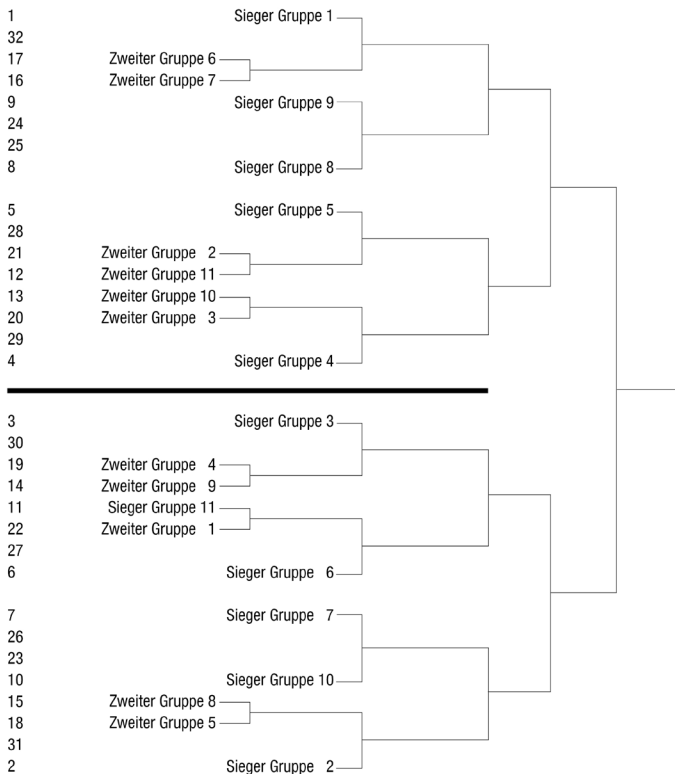 1 Sieger Gruppe 1
32
17 Zweiter Gruppe 6
16 Zweiter Gruppe 7
9 Sieger Gruppe 9
24
25
8 Sieger Gruppe 8
5 Sieger Gruppe 5
28
21 Zweiter Gruppe 2
12 Zweiter Gruppe 11
13 Zweiter Gruppe 10
20 Zweiter Gruppe 3
29
4 Sieger Gruppe 4
3 Sieger Gruppe 3
30
19 Zweiter Gruppe 4
14 Zweiter Gruppe 9
11 Sieger Gruppe 11
22 Zweiter Gruppe 1
27
6 Sieger Gruppe 6
7 Sieger Gruppe 7
26
23
10 Sieger Gruppe 10
15 Zweiter Gruppe 8
18 Zweiter Gruppe 5
31
2 Sieger Gruppe 2